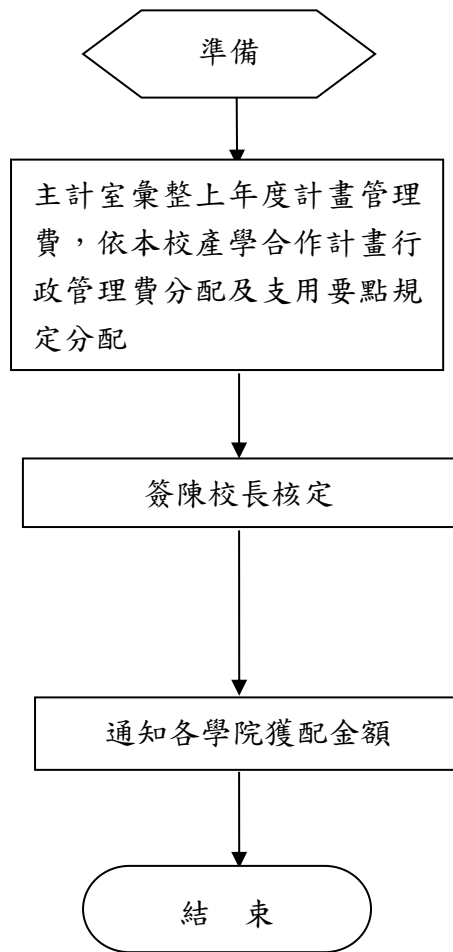 準備
主計室彙整上年度計畫管理
費，依本校產學合作計畫行
政管理費分配及支用要點規
定分配
簽陳校長核定
通知各學院獲配金額
結　束